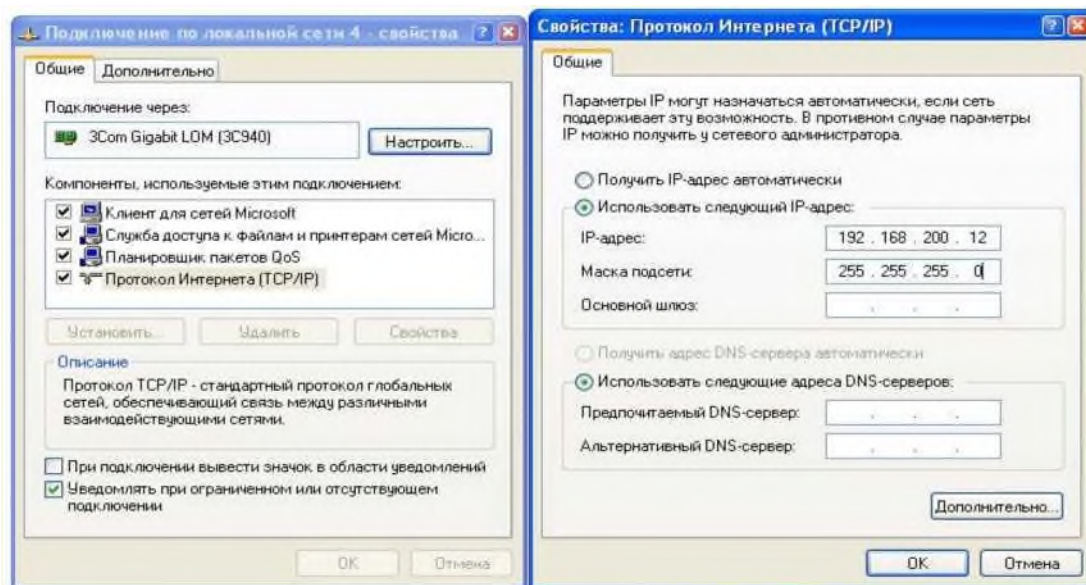 Подключение по локальной сети 4 - свойства
Общие
Дополнительно
Подключение через:
3Com Gigabit LOM (3C940)
Настроить...
Компоненты, используемые этим подключением:
Клиент для сетей Microsoft
Служба доступа к файлам и принтерам сетей Micro...
Планировщик пакетов QoS
Протокол Интернета (TCP/IP)
Установить...
Удалить
Свойства
Описание
Протокол TCP/IP - стандартный протокол глобальных
сетей, обеспечивающий связь между различными
взаимодействующими сетями.
При подключении вывести значок в области уведомлений
Уведомлять при ограниченном или отсутствующем
подключении
OK
Отмена
Свойства: Протокол Интернета (TCP/IP)
Общие
Параметры IP могут назначаться автоматически, если сеть
поддерживает эту возможность. В противном случае параметры
IP можно получить у сетевого администратора.
Получить IP-адрес автоматически
Использовать следующий IP-адрес:
IP-адрес:
192 . 168 . 200 . 12
Маска подсети:
255 . 255 . 255 . 0
Основной шлюз:
Получить адрес DNS-сервера автоматически
Использовать следующие адреса DNS-серверов:
Предпочитаемый DNS-сервер:
Альтернативный DNS-сервер:
Дополнительно...
OK
Отмена